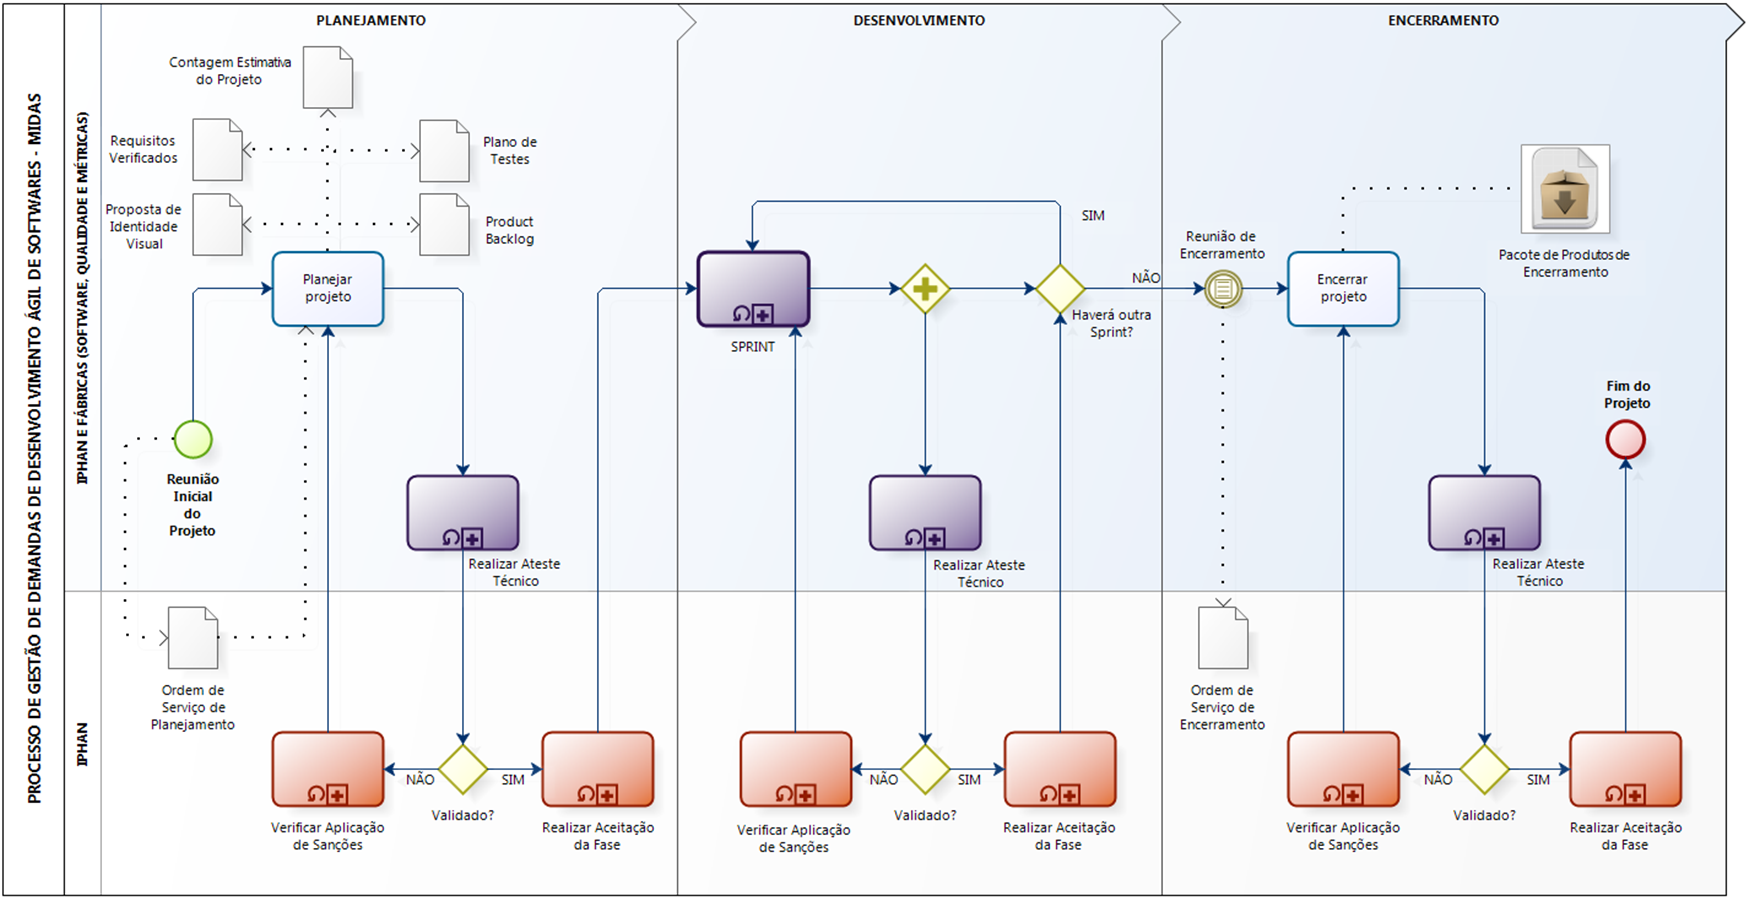 PROCESSO DE GESTÃO DE DEMANDAS DE DESENVOLVIMENTO ÁGIL DE SOFTWARES - MIDAS
IPHAN E FÁBRICAS (SOFTWARE, QUALIDADE E MÉTRICAS)
IPHAN
PLANEJAMENTO
DESENVOLVIMENTO
ENCERRAMENTO
Contagem Estimativa
do Projeto
Requisitos
Verificados
Plano de
Testes
Proposta de
Identidade
Visual
Product
Backlog
Planejar
projeto
Reunião
Inicial
do
Projeto
Realizar Ateste
Técnico
Ordem de
Serviço de
Planejamento
NÃO
SIM
Validado?
Verificar Aplicação
de Sanções
Realizar Aceitação
da Fase
SIM
SPRINT
Haverá outra
Sprint?
NÃO
Realizar Ateste
Técnico
NÃO
SIM
Validado?
Verificar Aplicação
de Sanções
Realizar Aceitação
da Fase
Reunião de
Encerramento
Encerrar
projeto
Pacote de Produtos de
Encerramento
Fim do
Projeto
Realizar Ateste
Técnico
Ordem de
Serviço de
Encerramento
NÃO
SIM
Validado?
Verificar Aplicação
de Sanções
Realizar Aceitação
da Fase